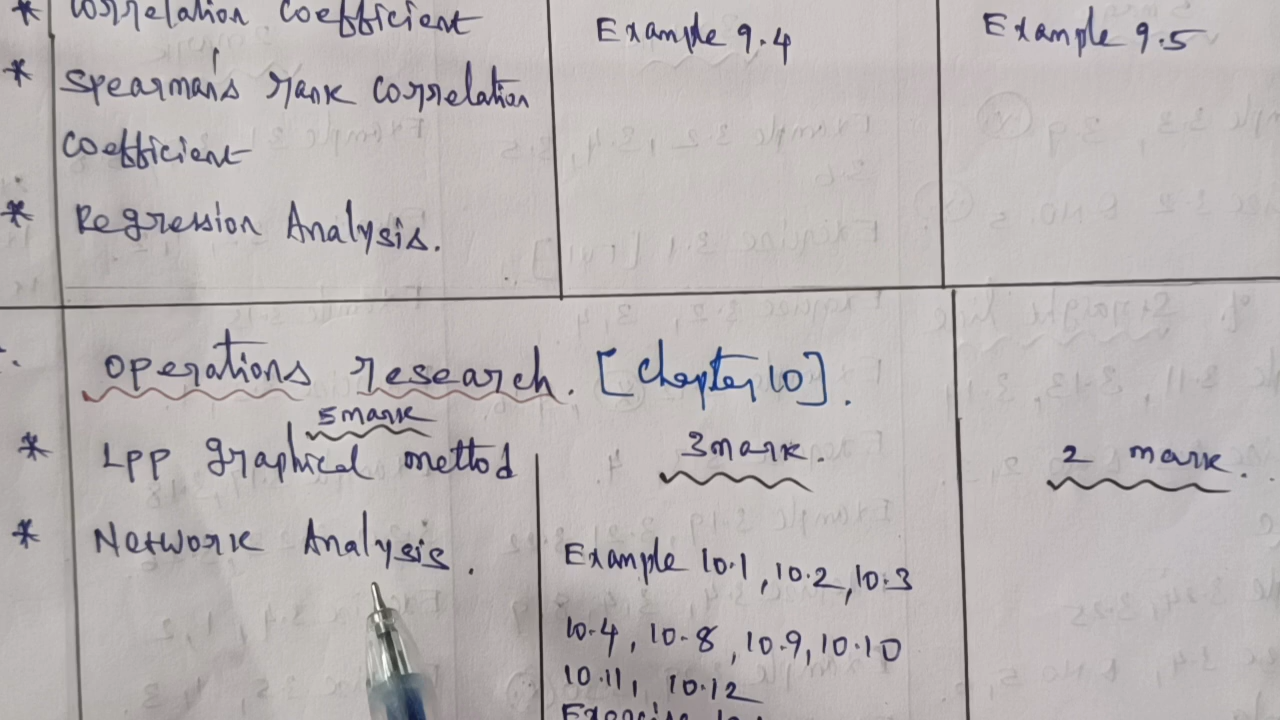 * Correlation coefficient
Example 9.4
Example 9.5
* Spearman's rank correlation
coefficient
* Regression Analysis.
Operations research. [Chapter 10].
5 mark
* Lpp graphical mettod
3 mark.
2 mark.
* Network Analysis.
Example 10.1, 10.2, 10.3
10.4, 10.8, 10.9, 10.10
10.11, 10.12